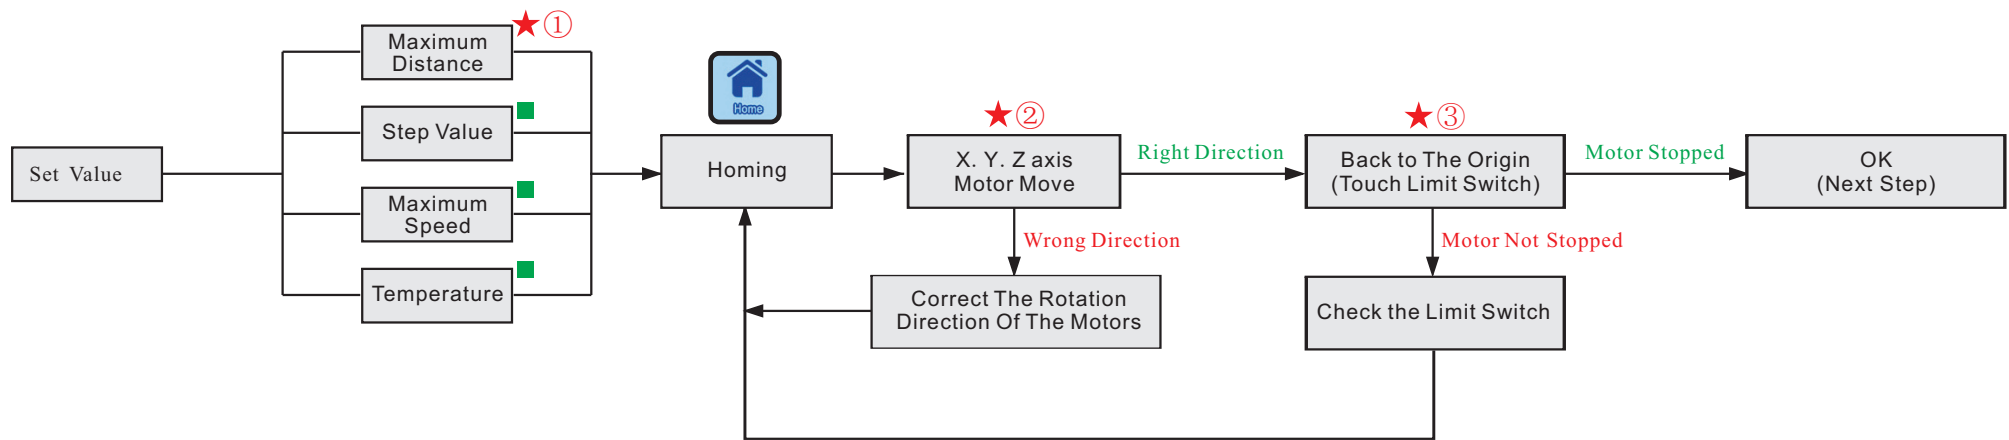 Set Value
★①
Maximum
Distance
Step Value
Maximum
Speed
Temperature
Home
Homing
★②
X. Y. Z axis
Motor Move
Right Direction
Wrong Direction
Correct The Rotation
Direction Of The Motors
★③
Back to The Origin
(Touch Limit Switch)
Motor Stopped
Motor Not Stopped
Check the Limit Switch
OK
(Next Step)